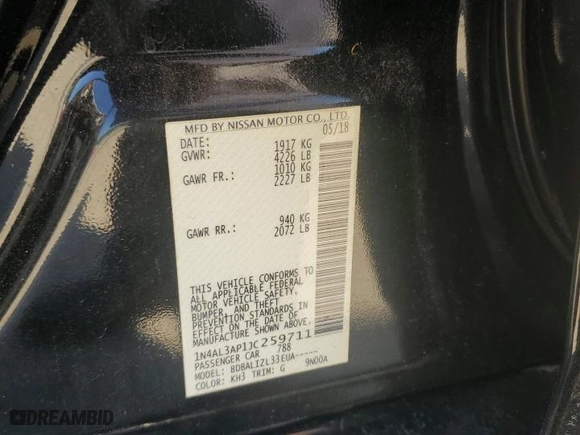 MFD BY NISSAN MOTOR CO., LTD.
DATE: 05/18
GVWR: 1917 KG
4226 LB
GAWR FR.: 1010 KG
2227 LB
GAWR RR.: 940 KG
2072 LB
THIS VEHICLE CONFORMS TO
ALL APPLICABLE FEDERAL
MOTOR VEHICLE SAFETY,
BUMPER, AND THEFT
PREVENTION STANDARDS IN
EFFECT ON THE DATE OF
MANUFACTURE SHOWN ABOVE.
1N4AL3AP1JC259711
PASSENGER CAR 788
MODEL: BDBALIZL33EUA-----
COLOR: KH3 TRIM: G 9N00A
DREAMBID